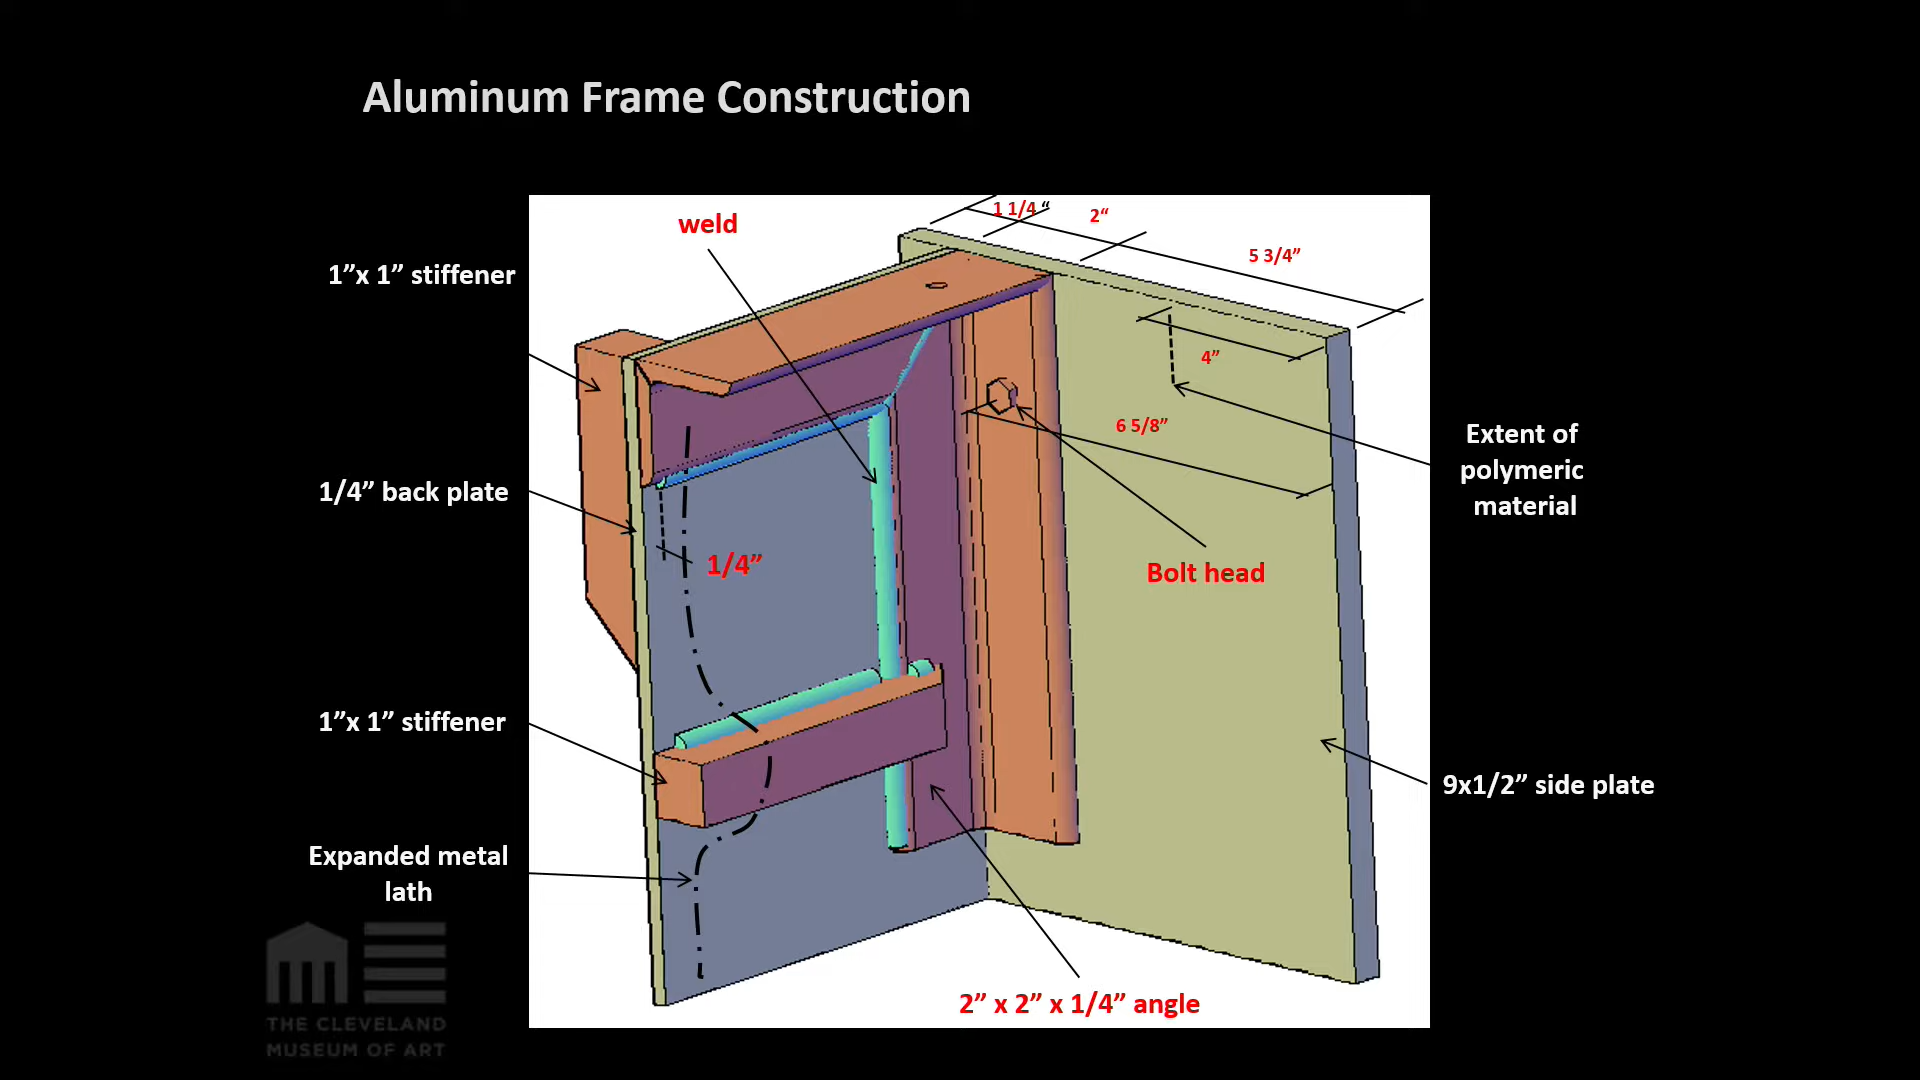 Aluminum Frame Construction
1 1/4 “
2“
weld
5 3/4”
1”x 1” stiffener
4”
6 5/8”
Extent of
polymeric
material
1/4” back plate
1/4”
Bolt head
1”x 1” stiffener
9x1/2” side plate
Expanded metal
lath
2” x 2” x 1/4” angle
THE CLEVELAND
MUSEUM OF ART